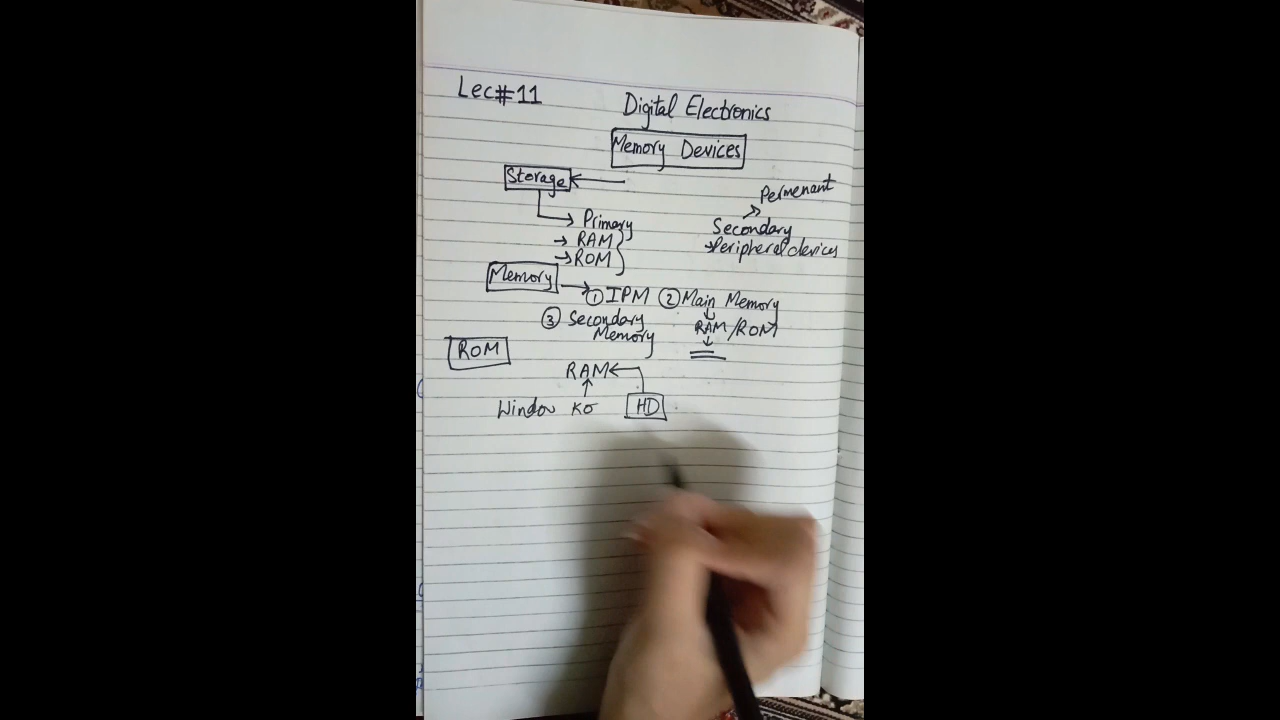 Lec#11
Digital Electronics
Memory Devices
Storage ←
→ Permenant
→ Primary
Secondary
→ RAM
→ Peripheral devices
→ ROM
Memory → ① IPM ② Main Memory
③ Secondary Memory
RAM/ROM
ROM
RAM ←
Window KO HD